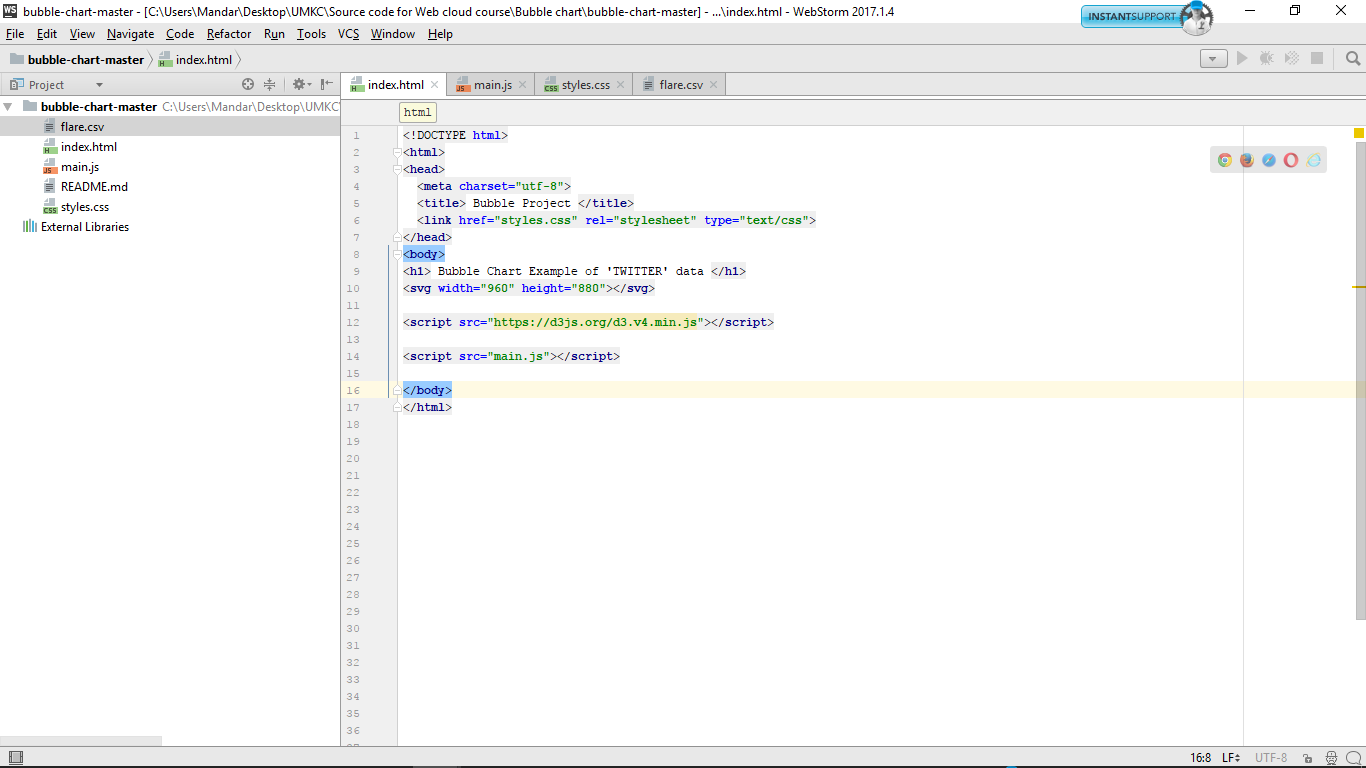 WS bubble-chart-master - [C:\Users\Mandar\Desktop\UMKC\Source code for Web cloud course\Bubble chart\bubble-chart-master] - ...\index.html - WebStorm 2017.1.4
INSTANTSUPPORT
File Edit View Navigate Code Refactor Run Tools VCS Window Help
bubble-chart-master index.html
Project
index.html main.js styles.css flare.csv
bubble-chart-master C:\Users\Mandar\Desktop\UMKC
flare.csv
index.html
main.js
README.md
styles.css
External Libraries
html
1 <!DOCTYPE html>
2 <html>
3 <head>
4 <meta charset="utf-8">
5 <title> Bubble Project </title>
6 <link href="styles.css" rel="stylesheet" type="text/css">
7 </head>
8 <body>
9 <h1> Bubble Chart Example of 'TWITTER' data </h1>
10 <svg width="960" height="880"></svg>
11
12 <script src="https://d3js.org/d3.v4.min.js"></script>
13
14 <script src="main.js"></script>
15
16 </body>
17 </html>
18
19
20
21
22
23
24
25
26
27
28
29
30
31
32
33
34
35
36
16:8 LF UTF-8